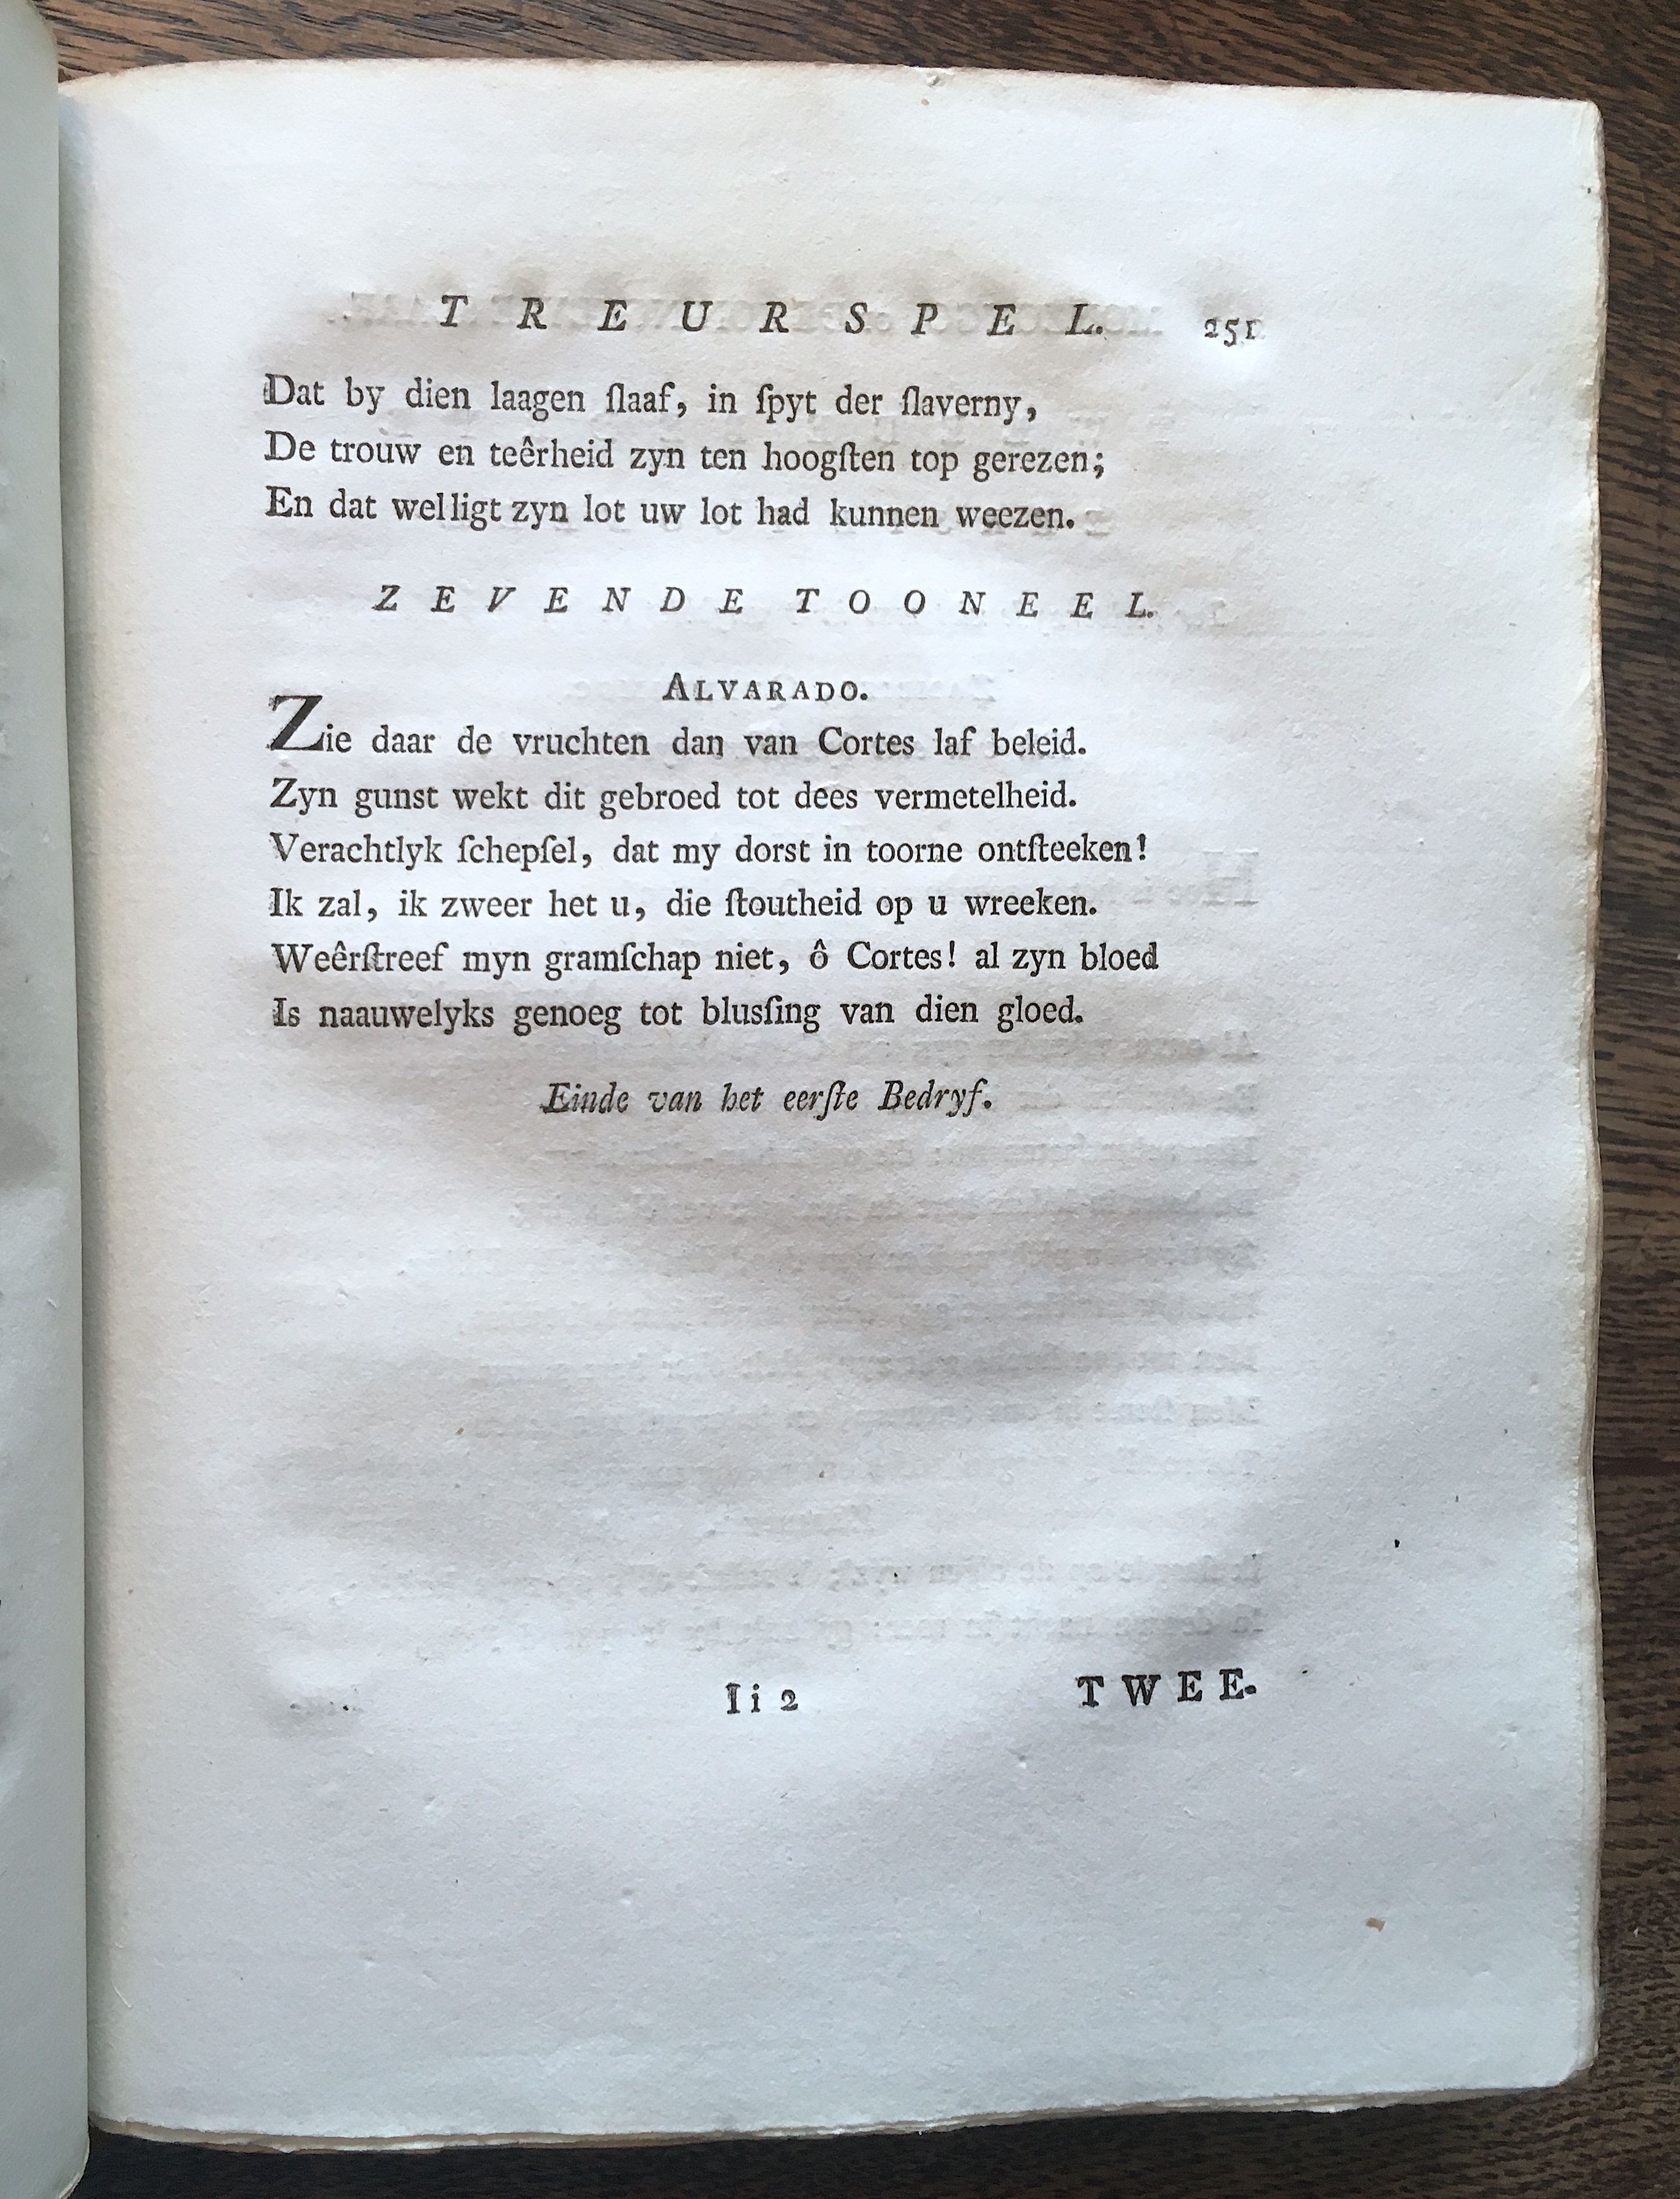 TREURSPEL. 251
Dat by dien laagen ſlaaf, in ſpyt der ſlaverny,
De trouw en teêrheid zyn ten hoogſten top gerezen;
En dat welligt zyn lot uw lot had kunnen weezen.
ZEVENDE TOONEEL.
ALVARADO.
Zie daar de vruchten dan van Cortes laf beleid.
Zyn gunst wekt dit gebroed tot dees vermetelheid.
Verachtlyk ſchepſel, dat my dorst in toorne ontſteeken!
Ik zal, ik zweer het u, die ſtoutheid op u wreeken.
Weêrſtreef myn gramſchap niet, ô Cortes! al zyn bloed
Is naauwelyks genoeg tot blusſing van dien gloed.
Einde van het eerſte Bedryf.
Ii 2 TWEE-